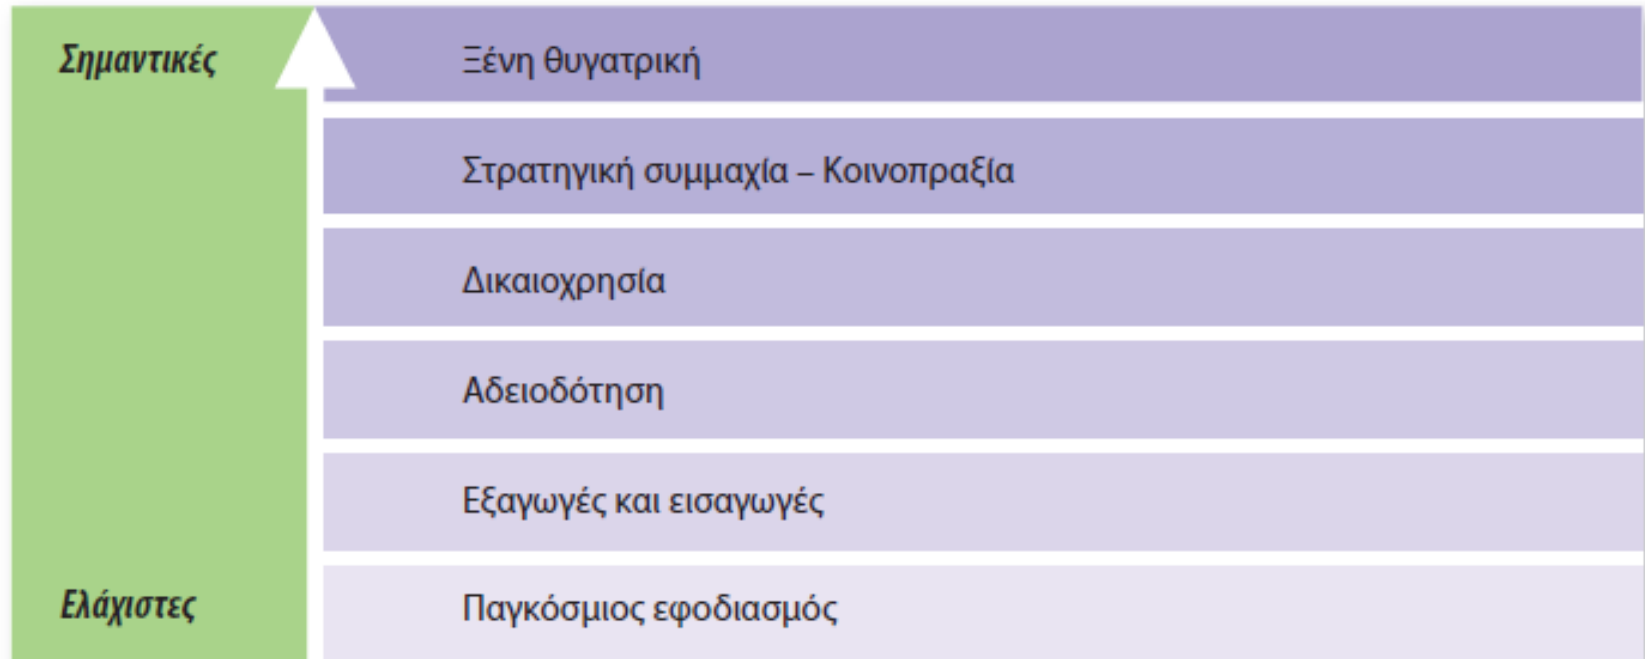 Σημαντικές
Ξένη θυγατρική
Στρατηγική συμμαχία – Κοινοπραξία
Δικαιοχρησία
Αδειοδότηση
Εξαγωγές και εισαγωγές
Ελάχιστες
Παγκόσμιος εφοδιασμός